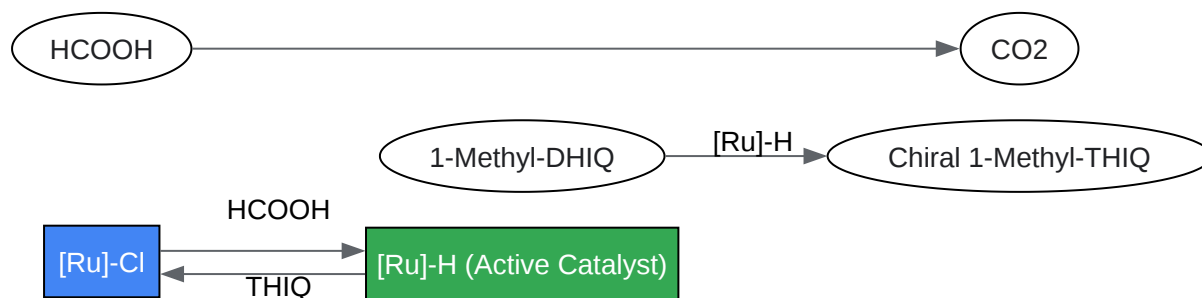 HCOOH
CO2
1-Methyl-DHIQ
[Ru]-H
Chiral 1-Methyl-THIQ
HCOOH
[Ru]-Cl
[Ru]-H (Active Catalyst)
THIQ